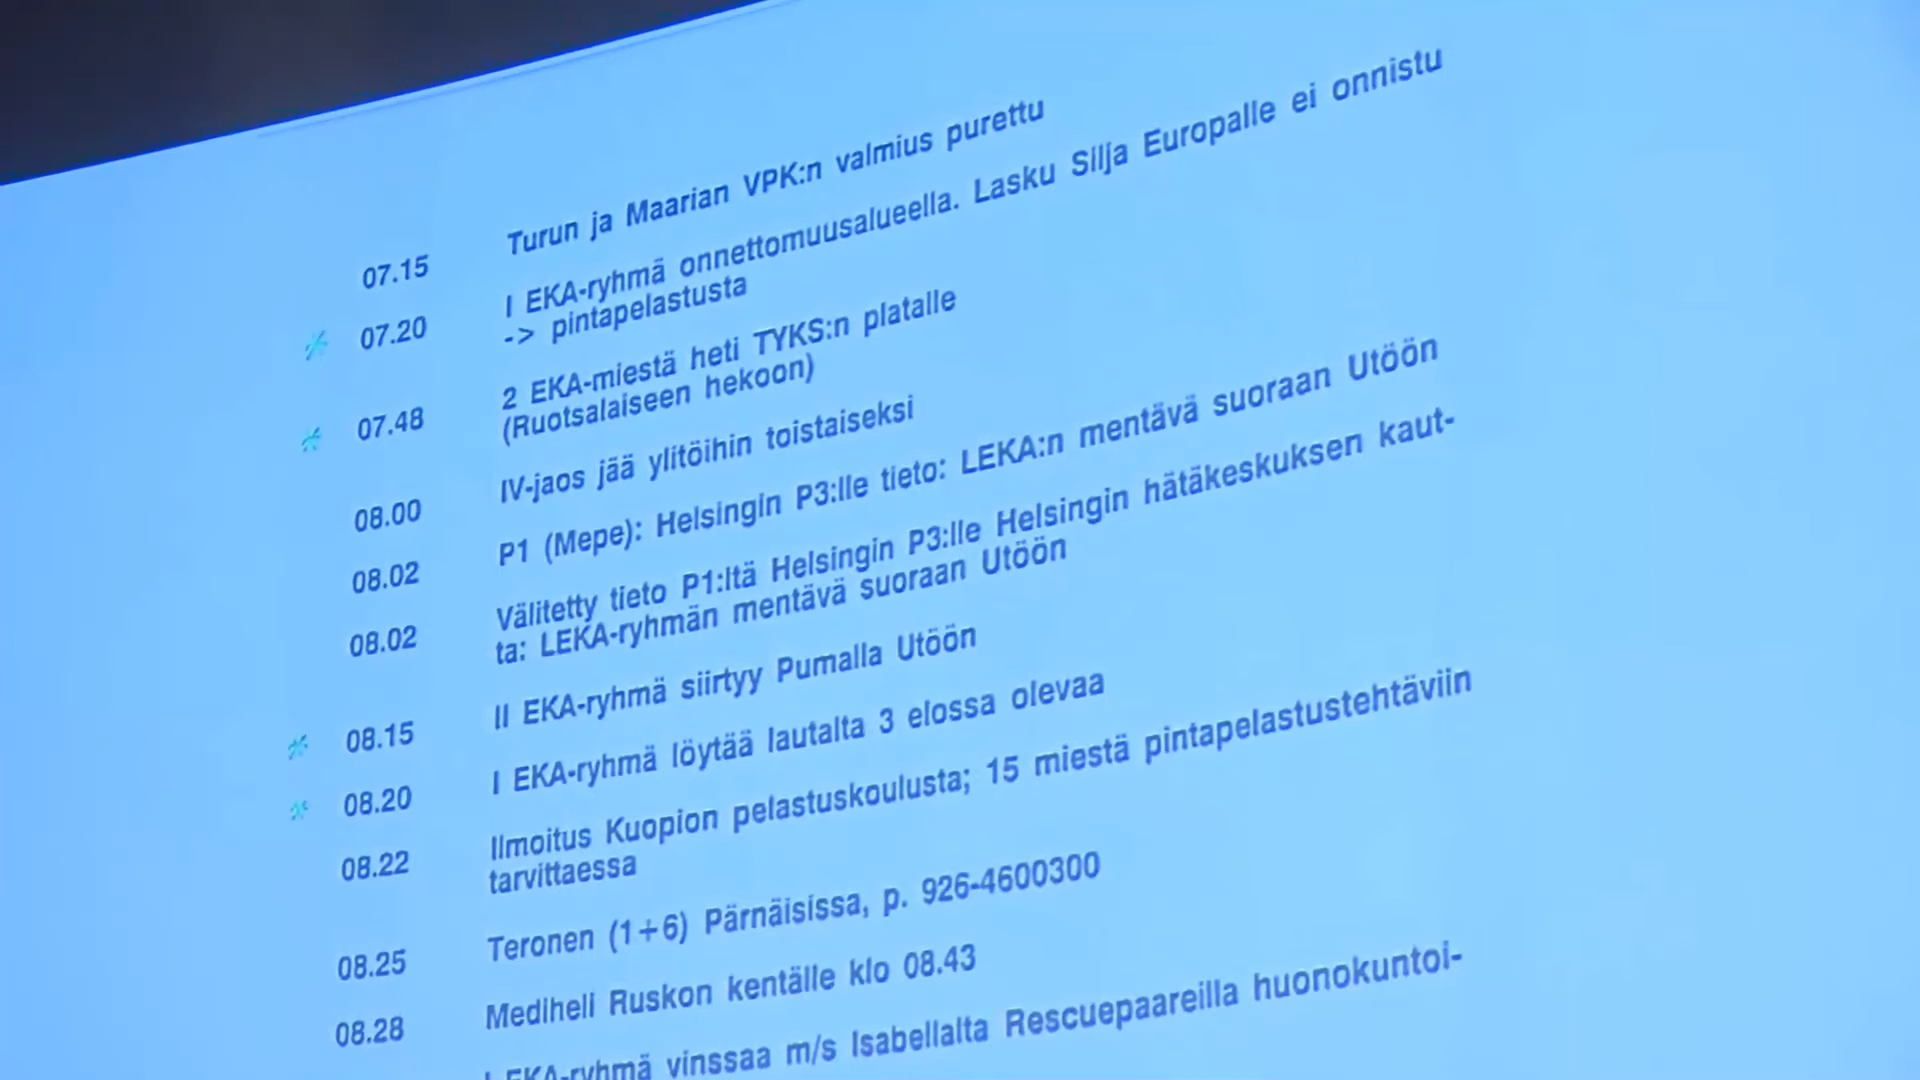 07.15 Turun ja Maarian VPK:n valmius purettu
* 07.20 I EKA-ryhmä onnettomuusalueella. Lasku Silja Europalle ei onnistu
-> pintapelastusta
* 07.48 2 EKA-miestä heti TYKS:n platalle
(Ruotsalaiseen hekoon)
08.00 IV-jaos jää ylitöihin toistaiseksi
08.02 P1 (Mepe): Helsingin P3:lle tieto: LEKA:n mentävä suoraan Utöön
08.02 Välitetty tieto P1:ltä Helsingin P3:lle Helsingin hätäkeskuksen kaut-
ta: LEKA-ryhmän mentävä suoraan Utöön
* 08.15 II EKA-ryhmä siirtyy Pumalla Utöön
* 08.20 I EKA-ryhmä löytää lautalta 3 elossa olevaa
08.22 Ilmoitus Kuopion pelastuskoulusta; 15 miestä pintapelastustehtäviin
tarvittaessa
08.25 Teronen (1+6) Pärnäisissa, p. 926-4600300
08.28 Mediheli Ruskon kentälle klo 08.43
I EKA-ryhmä vinssaa m/s Isabellalta Rescuepaareilla huonokuntoi-